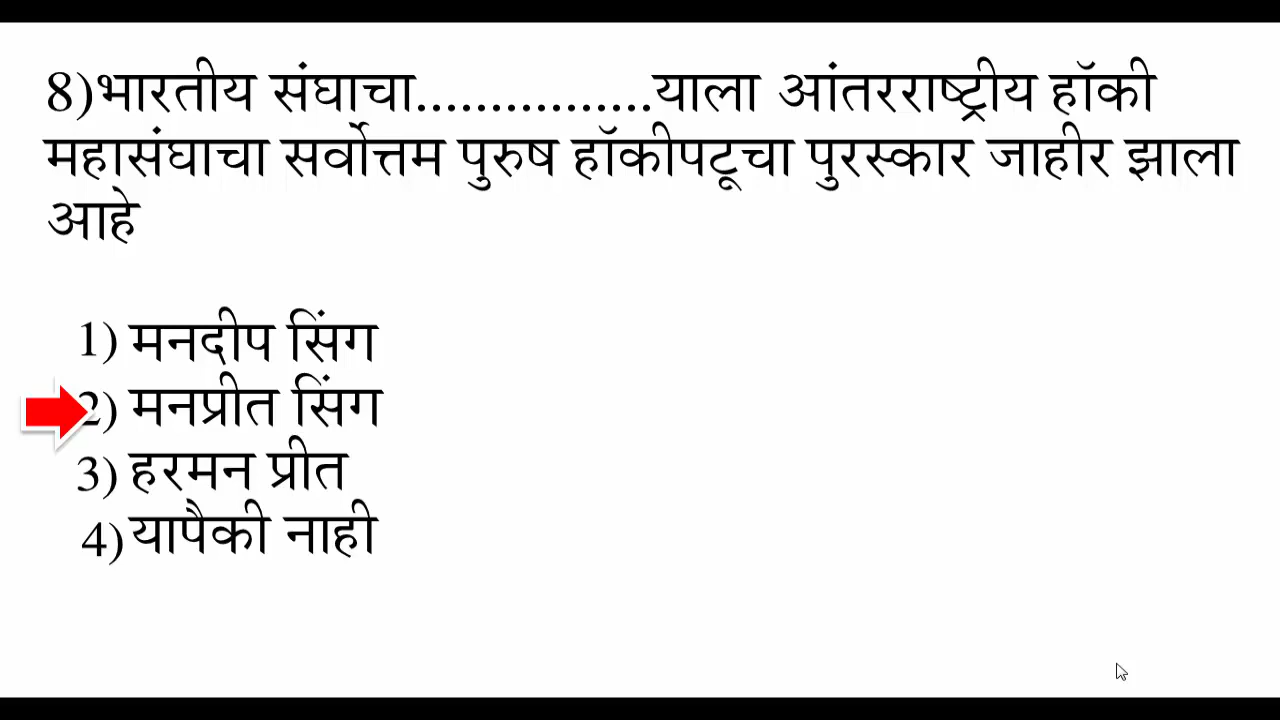 8)भारतीय संघाचा................याला आंतरराष्ट्रीय हॉकी
महासंघाचा सर्वोत्तम पुरुष हॉकीपटूचा पुरस्कार जाहीर झाला
आहे
1) मनदीप सिंग
2) मनप्रीत सिंग
3) हरमन प्रीत
4) यापैकी नाही